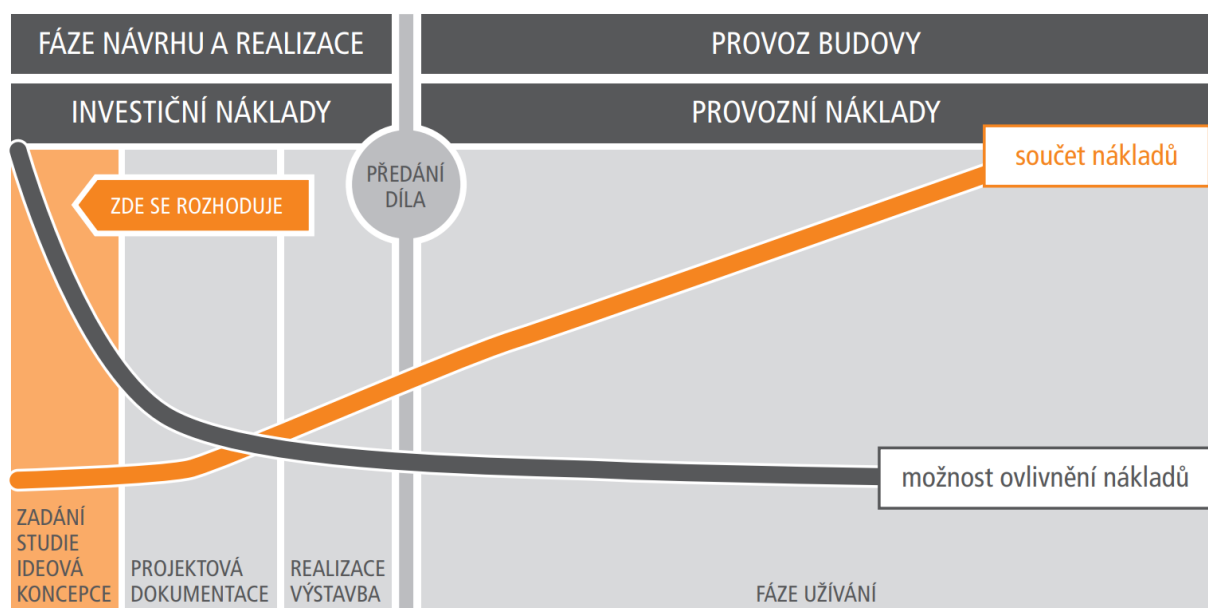 FÁZE NÁVRHU A REALIZACE
PROVOZ BUDOVY
INVESTIČNÍ NÁKLADY
PROVOZNÍ NÁKLADY
součet nákladů
PŘEDÁNÍ
DÍLA
ZDE SE ROZHODUJE
možnost ovlivnění nákladů
ZADÁNÍ
STUDIE
IDEOVÁ
KONCEPCE
PROJEKTOVÁ
DOKUMENTACE
REALIZACE
VÝSTAVBA
FÁZE UŽÍVÁNÍ